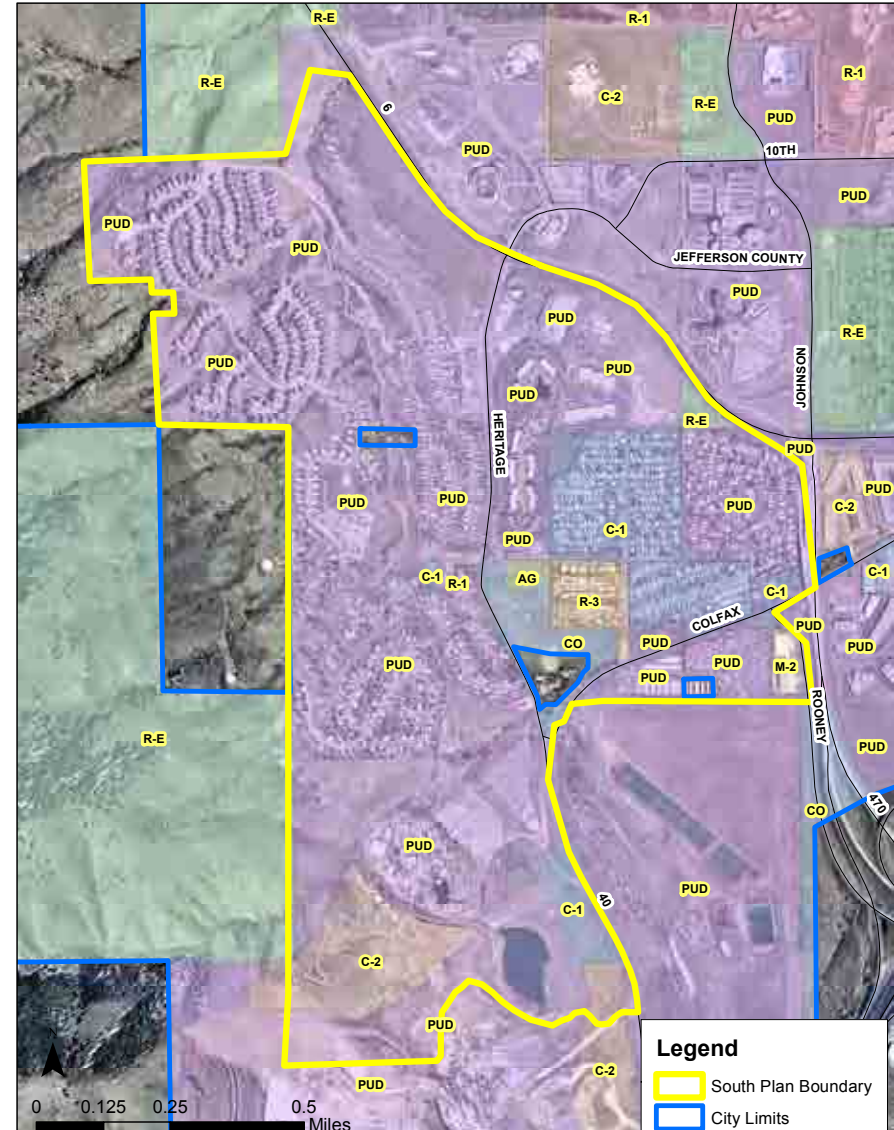 R-E
R-1
R-E
C-2
R-E
R-1
6
PUD
PUD
10TH
PUD
PUD
PUD
JEFFERSON COUNTY
PUD
PUD
R-E
JOHNSON
PUD
PUD
PUD
HERITAGE
R-E
PUD
PUD
PUD
PUD
PUD
C-2
PUD
C-1
PUD
C-1
R-1
AG
C-1
C-1
R-3
COLFAX
PUD
CO
PUD
PUD
PUD
PUD
M-2
PUD
PUD
ROONEY
R-E
PUD
470
CO
PUD
40
PUD
C-1
C-2
PUD
C-2
PUD
Legend
South Plan Boundary
City Limits
0 0.125 0.25 0.5
Miles